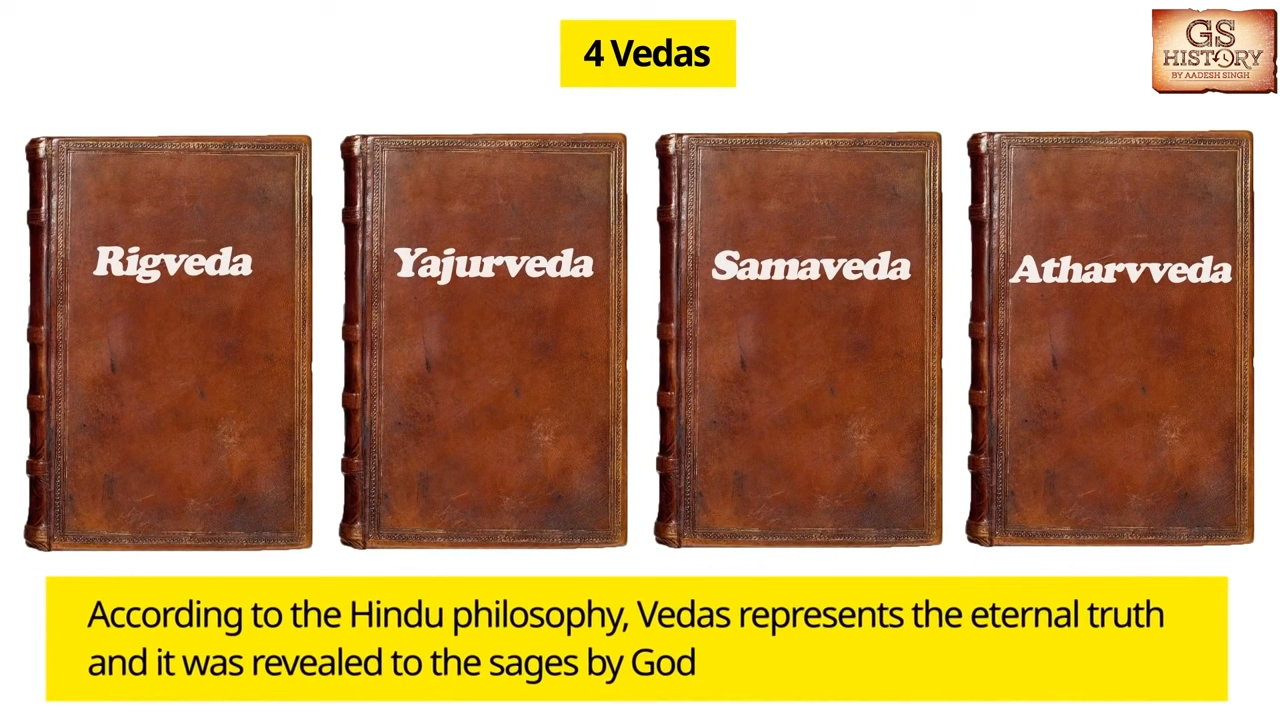 4 Vedas
GS
HISTORY
BY AADESH SINGH
Rigveda
Yajurveda
Samaveda
Atharvveda
According to the Hindu philosophy, Vedas represents the eternal truth
and it was revealed to the sages by God